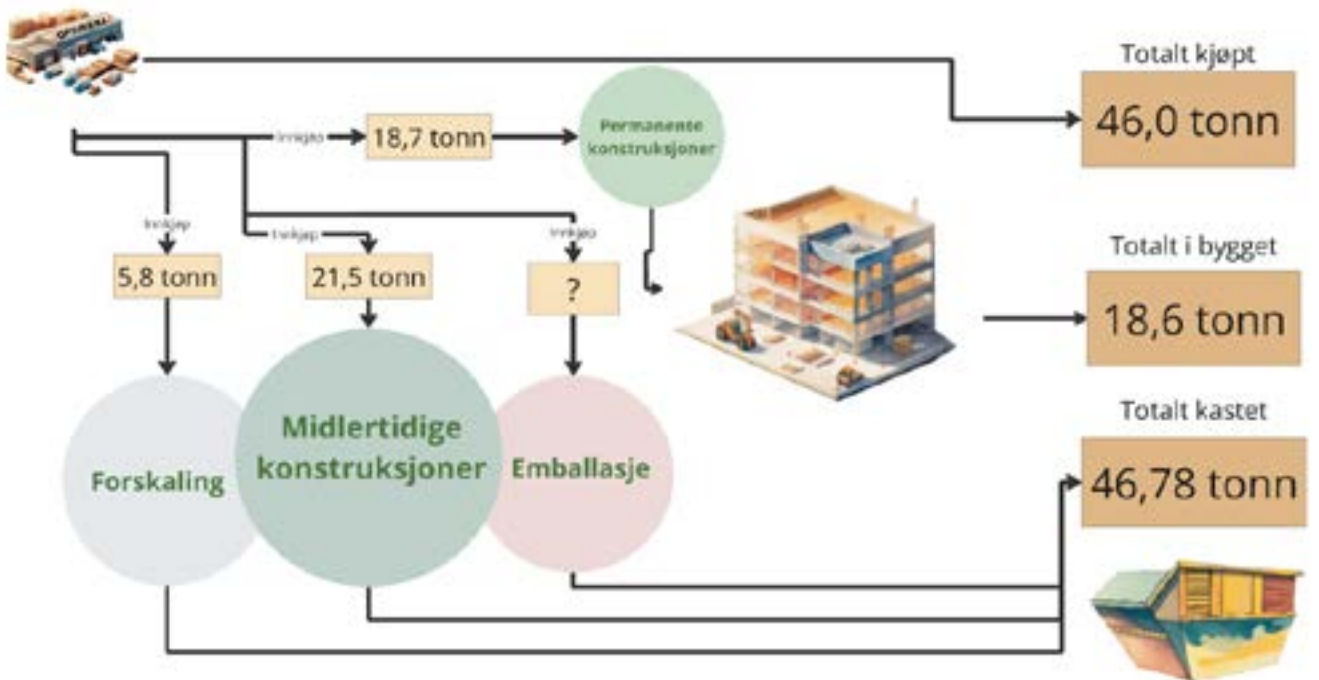 Totalt kjøpt
46,0 tonn
Innkjøp
18,7 tonn
Permanente
konstruksjoner
Innkjøp
Innkjøp
Innkjøp
5,8 tonn
21,5 tonn
?
Totalt i bygget
18,6 tonn
Forskaling
Midlertidige
konstruksjoner
Emballasje
Totalt kastet
46,78 tonn